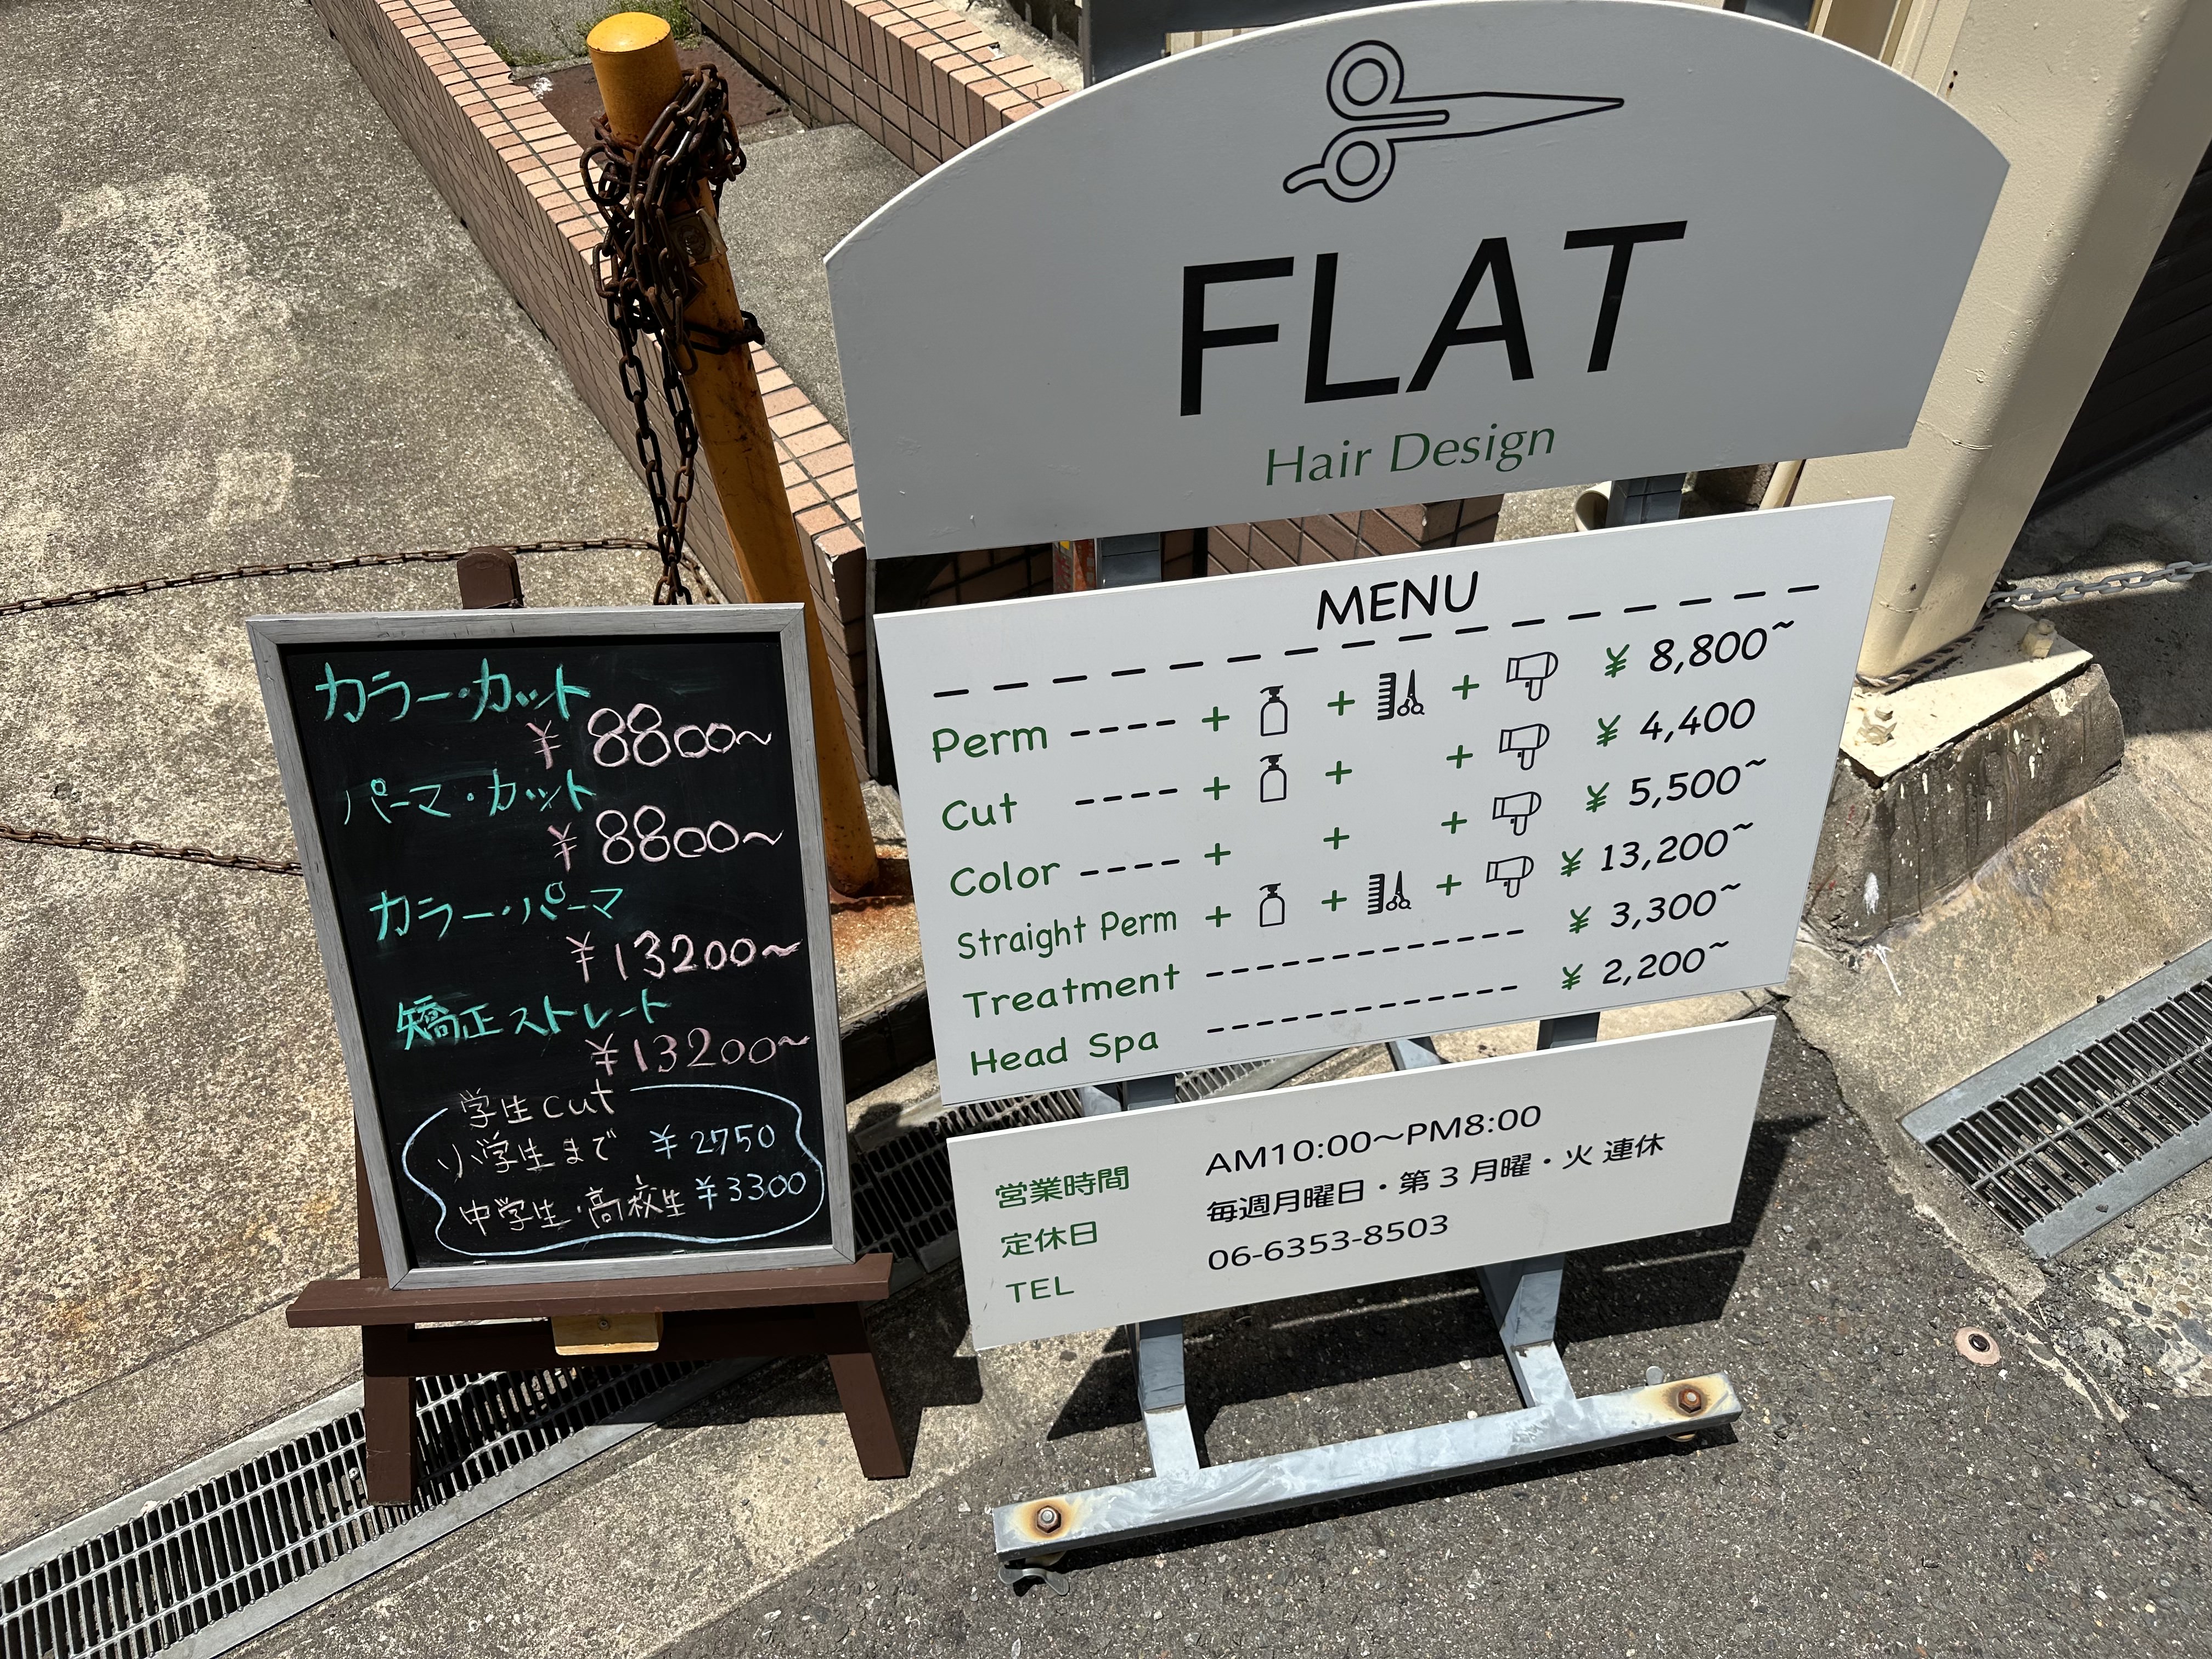 カラー・カット
¥8800〜
パーマ・カット
¥8800〜
カラー・パーマ
¥13200〜
矯正ストレート
¥13200〜
学生cut
小学生まで ¥2750
中学生・高校生 ¥3300
FLAT
Hair Design
MENU
Perm ---- + + + ¥ 8,800~
Cut ---- + + + ¥ 4,400
Color ---- + + + ¥ 5,500~
Straight Perm + + + ¥ 13,200~
Treatment ------------- ¥ 3,300~
Head Spa ------------- ¥ 2,200~
営業時間 AM10:00〜PM8:00
定休日 毎週月曜日・第3月曜・火 連休
TEL 06-6353-8503